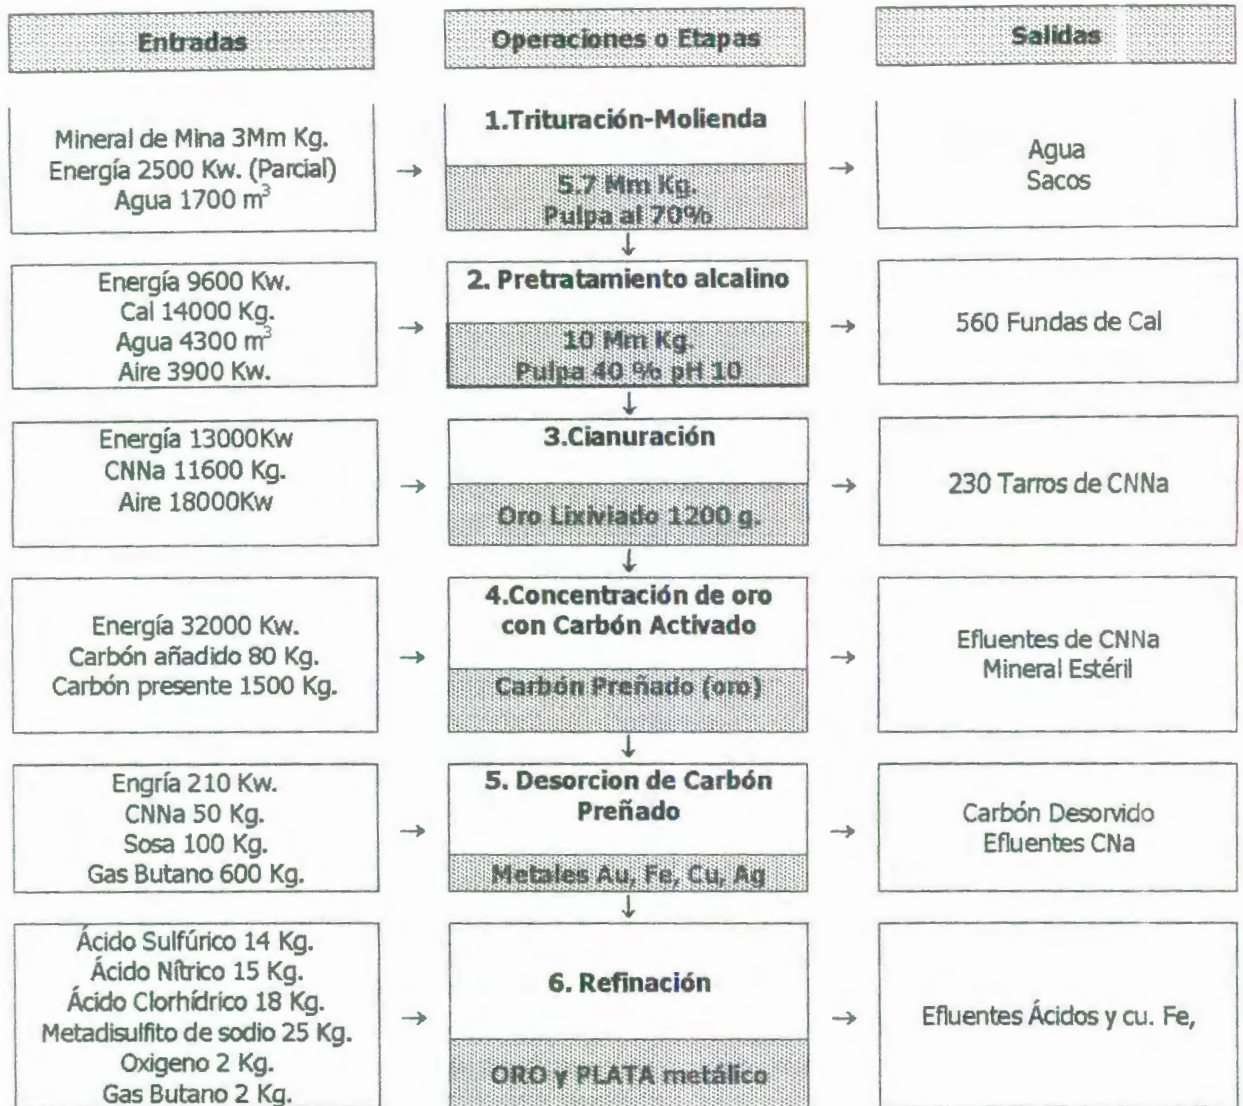 Entradas
Operaciones o Etapas
Salidas
Mineral de Mina 3Mm Kg.
Energía 2500 Kw. (Parcial)
Agua 1700 m³
→
1.Trituración-Molienda
5.7 Mm Kg.
Pulpa al 70%
→
Agua
Sacos
↓
Energía 9600 Kw.
Cal 14000 Kg.
Agua 4300 m³
Aire 3900 Kw.
→
2. Pretratamiento alcalino
10 Mm Kg.
Pulpa 40 % pH 10
→
560 Fundas de Cal
↓
Energía 13000Kw
CNNa 11600 Kg.
Aire 18000Kw
→
3.Cianuración
Oro Lixiviado 1200 g.
→
230 Tarros de CNNa
↓
Energía 32000 Kw.
Carbón añadido 80 Kg.
Carbón presente 1500 Kg.
→
4.Concentración de oro
con Carbón Activado
Carbón Preñado (oro)
→
Efluentes de CNNa
Mineral Estéril
↓
Engría 210 Kw.
CNNa 50 Kg.
Sosa 100 Kg.
Gas Butano 600 Kg.
→
5. Desorcion de Carbón
Preñado
Metales Au, Fe, Cu, Ag
→
Carbón Desorvido
Efluentes CNa
↓
Ácido Sulfúrico 14 Kg.
Ácido Nítrico 15 Kg.
Ácido Clorhídrico 18 Kg.
Metadisulfito de sodio 25 Kg.
Oxigeno 2 Kg.
Gas Butano 2 Kg.
→
6. Refinación
ORO y PLATA metálico
→
Efluentes Ácidos y cu. Fe,